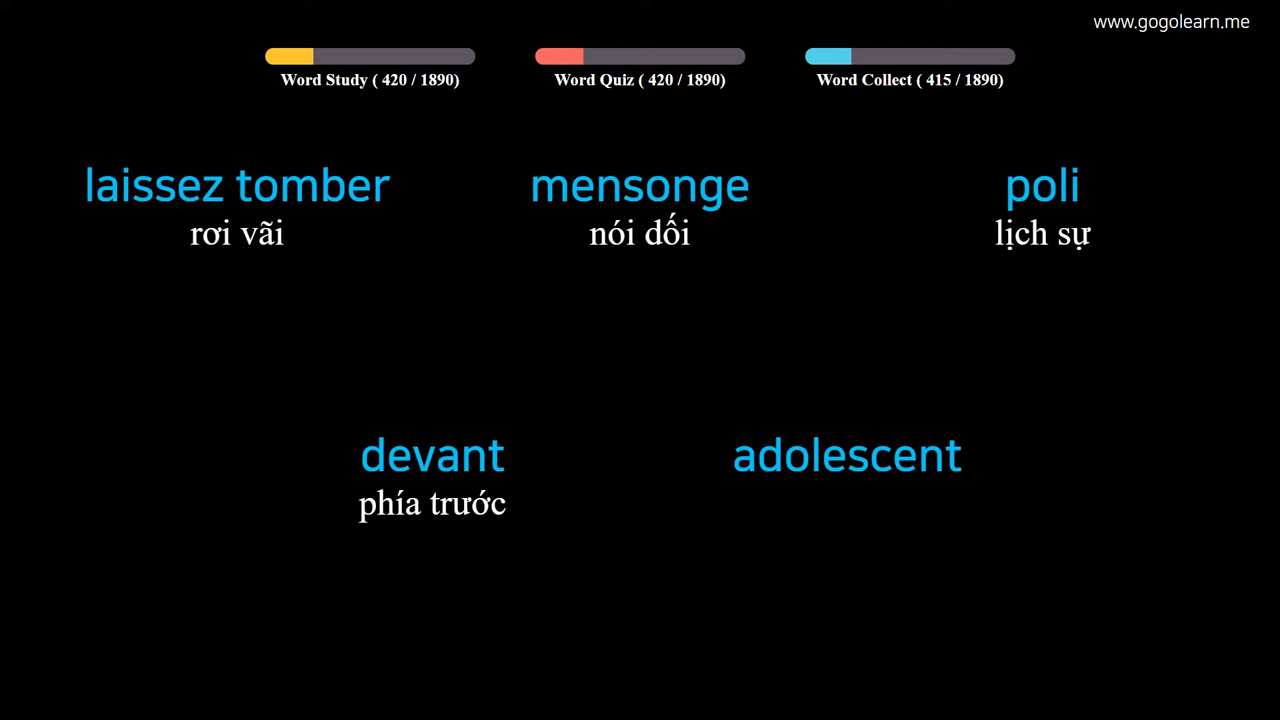 www.gogolearn.me
Word Study ( 420 / 1890)
Word Quiz ( 420 / 1890)
Word Collect ( 415 / 1890)
laissez tomber
rơi vãi
mensonge
nói dối
poli
lịch sự
devant
phía trước
adolescent